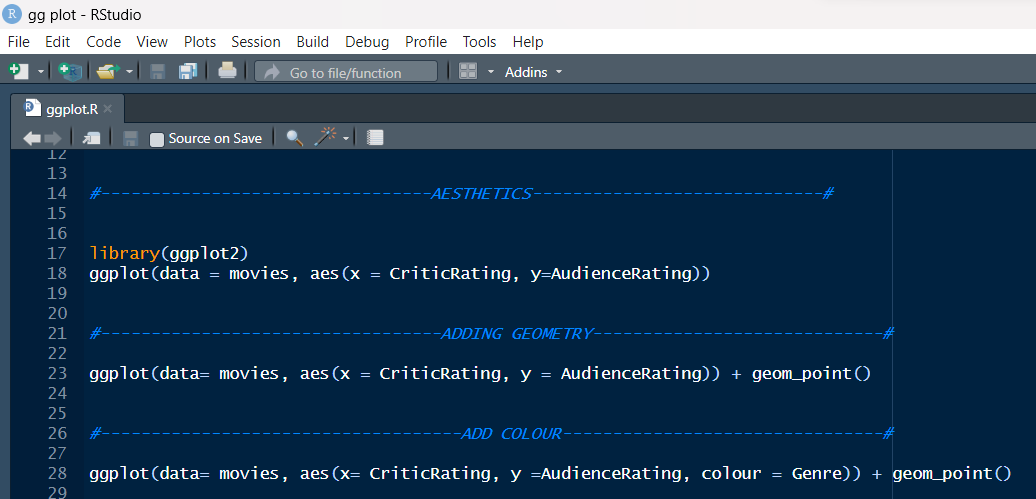 R gg plot - RStudio
File Edit Code View Plots Session Build Debug Profile Tools Help
Go to file/function Addins
ggplot.R
Source on Save
12
13
14 #---------------------------------AESTHETICS-----------------------------#
15
16
17 library(ggplot2)
18 ggplot(data = movies, aes(x = CriticRating, y=AudienceRating))
19
20
21 #----------------------------------ADDING GEOMETRY-----------------------------#
22
23 ggplot(data= movies, aes(x = CriticRating, y = AudienceRating)) + geom_point()
24
25
26 #------------------------------------ADD COLOUR--------------------------------#
27
28 ggplot(data= movies, aes(x= CriticRating, y =AudienceRating, colour = Genre)) + geom_point()
29